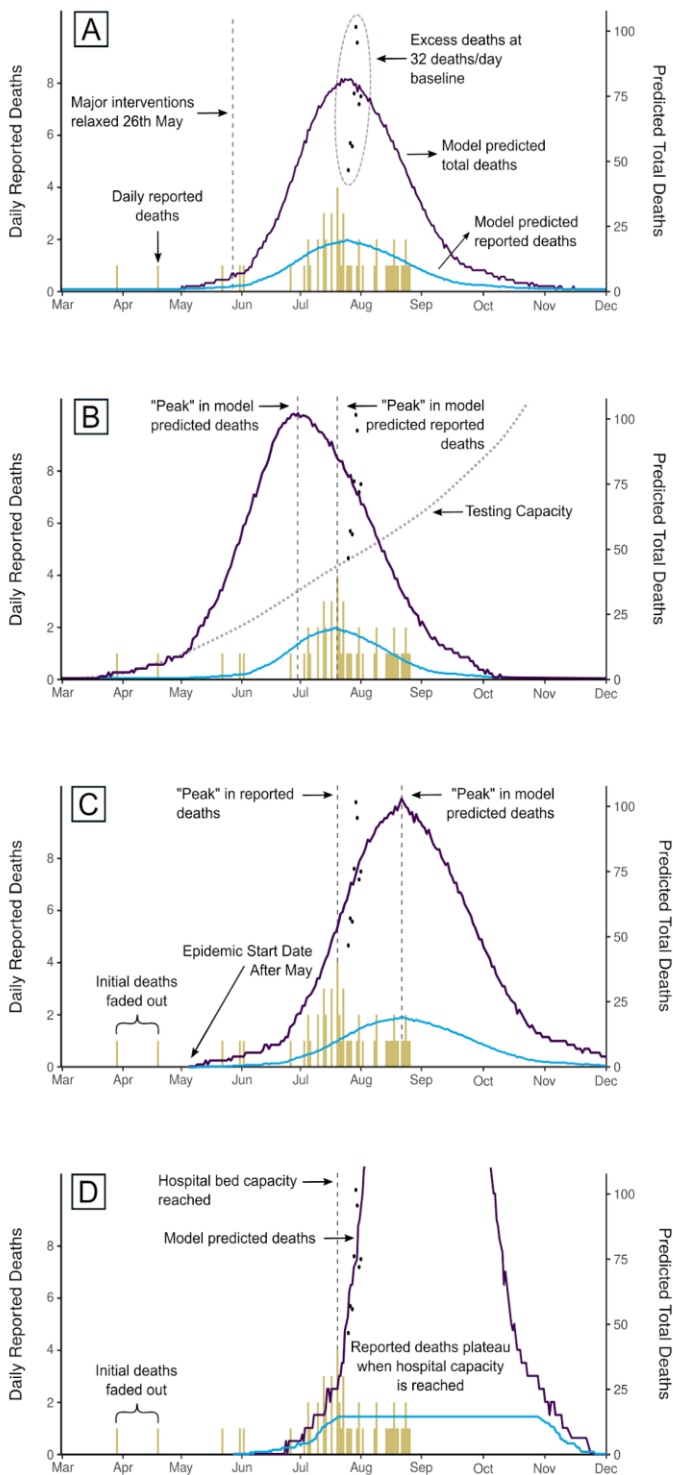 A
Daily Reported Deaths
Predicted Total Deaths
Excess deaths at
32 deaths/day
baseline
Major interventions
relaxed 26th May
Model predicted
total deaths
Daily reported
deaths
Model predicted
reported deaths
8
6
4
2
0
100
75
50
25
0
Mar Apr May Jun Jul Aug Sep Oct Nov Dec
B
Daily Reported Deaths
Predicted Total Deaths
"Peak" in model
predicted deaths
"Peak" in model
predicted reported
deaths
Testing Capacity
8
6
4
2
0
100
75
50
25
0
Mar Apr May Jun Jul Aug Sep Oct Nov Dec
C
Daily Reported Deaths
Predicted Total Deaths
"Peak" in reported
deaths
"Peak" in model
predicted deaths
Epidemic Start Date
After May
Initial deaths
faded out
8
6
4
2
0
100
75
50
25
0
Mar Apr May Jun Jul Aug Sep Oct Nov Dec
D
Daily Reported Deaths
Predicted Total Deaths
Hospital bed capacity
reached
Model predicted deaths
Reported deaths plateau
when hospital capacity
is reached
Initial deaths
faded out
8
6
4
2
0
100
75
50
25
0
Mar Apr May Jun Jul Aug Sep Oct Nov Dec